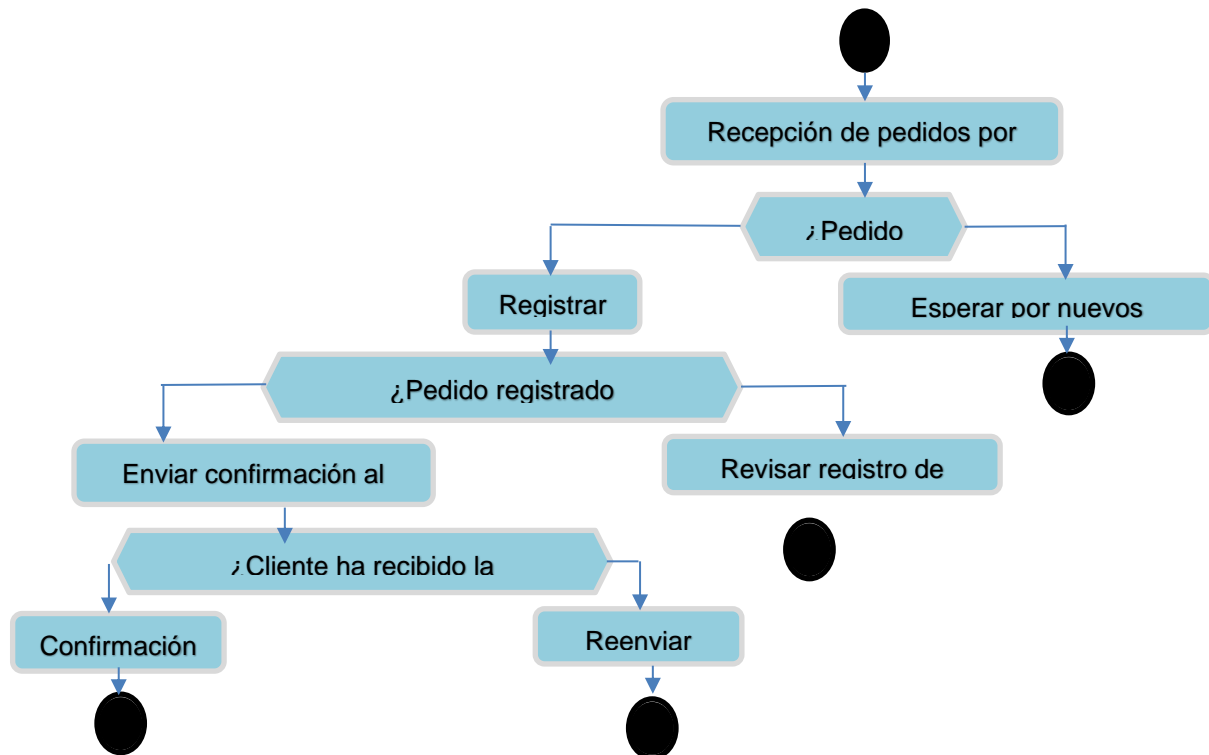 Recepción de pedidos por
¿Pedido
Registrar
Esperar por nuevos
¿Pedido registrado
Enviar confirmación al
Revisar registro de
¿Cliente ha recibido la
Confirmación
Reenviar